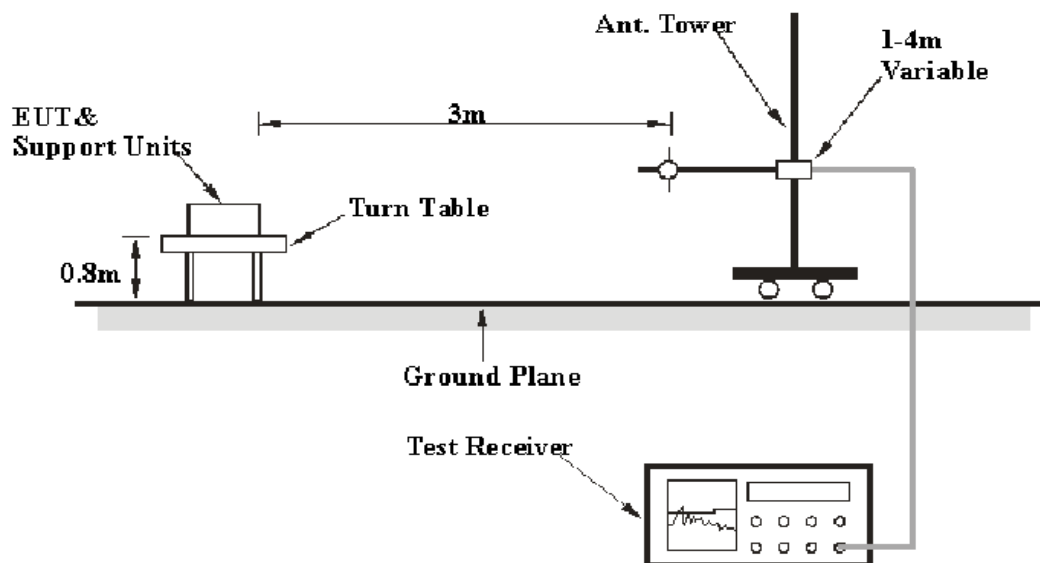 Ant. Tower
1-4m
Variable
3m
EUT&
Support Units
Turn Table
0.8m
Ground Plane
Test Receiver